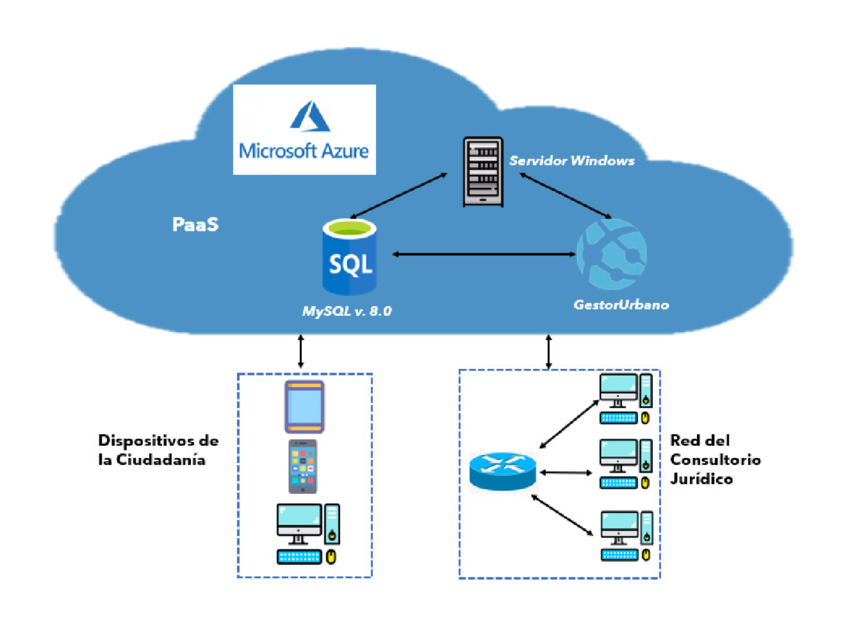 Microsoft Azure
Servidor Windows
PaaS
SQL
MySQL v. 8.0
GestorUrbano
Dispositivos de
la Ciudadanía
Red del
Consultorio
Jurídico